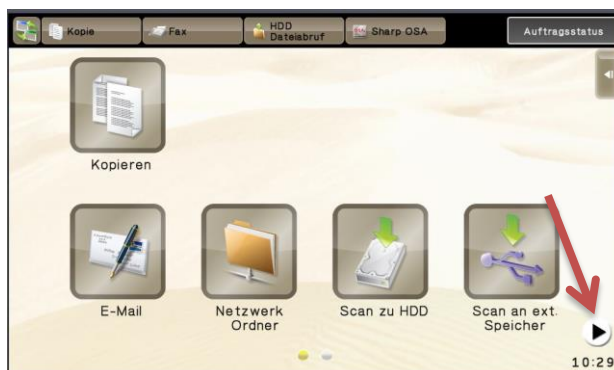 Kopie
Fax
HDD
Dateiabruf
Sharp OSA
Auftragsstatus
Kopieren
E-Mail
Netzwerk
Ordner
Scan zu HDD
Scan an ext.
Speicher
10:29